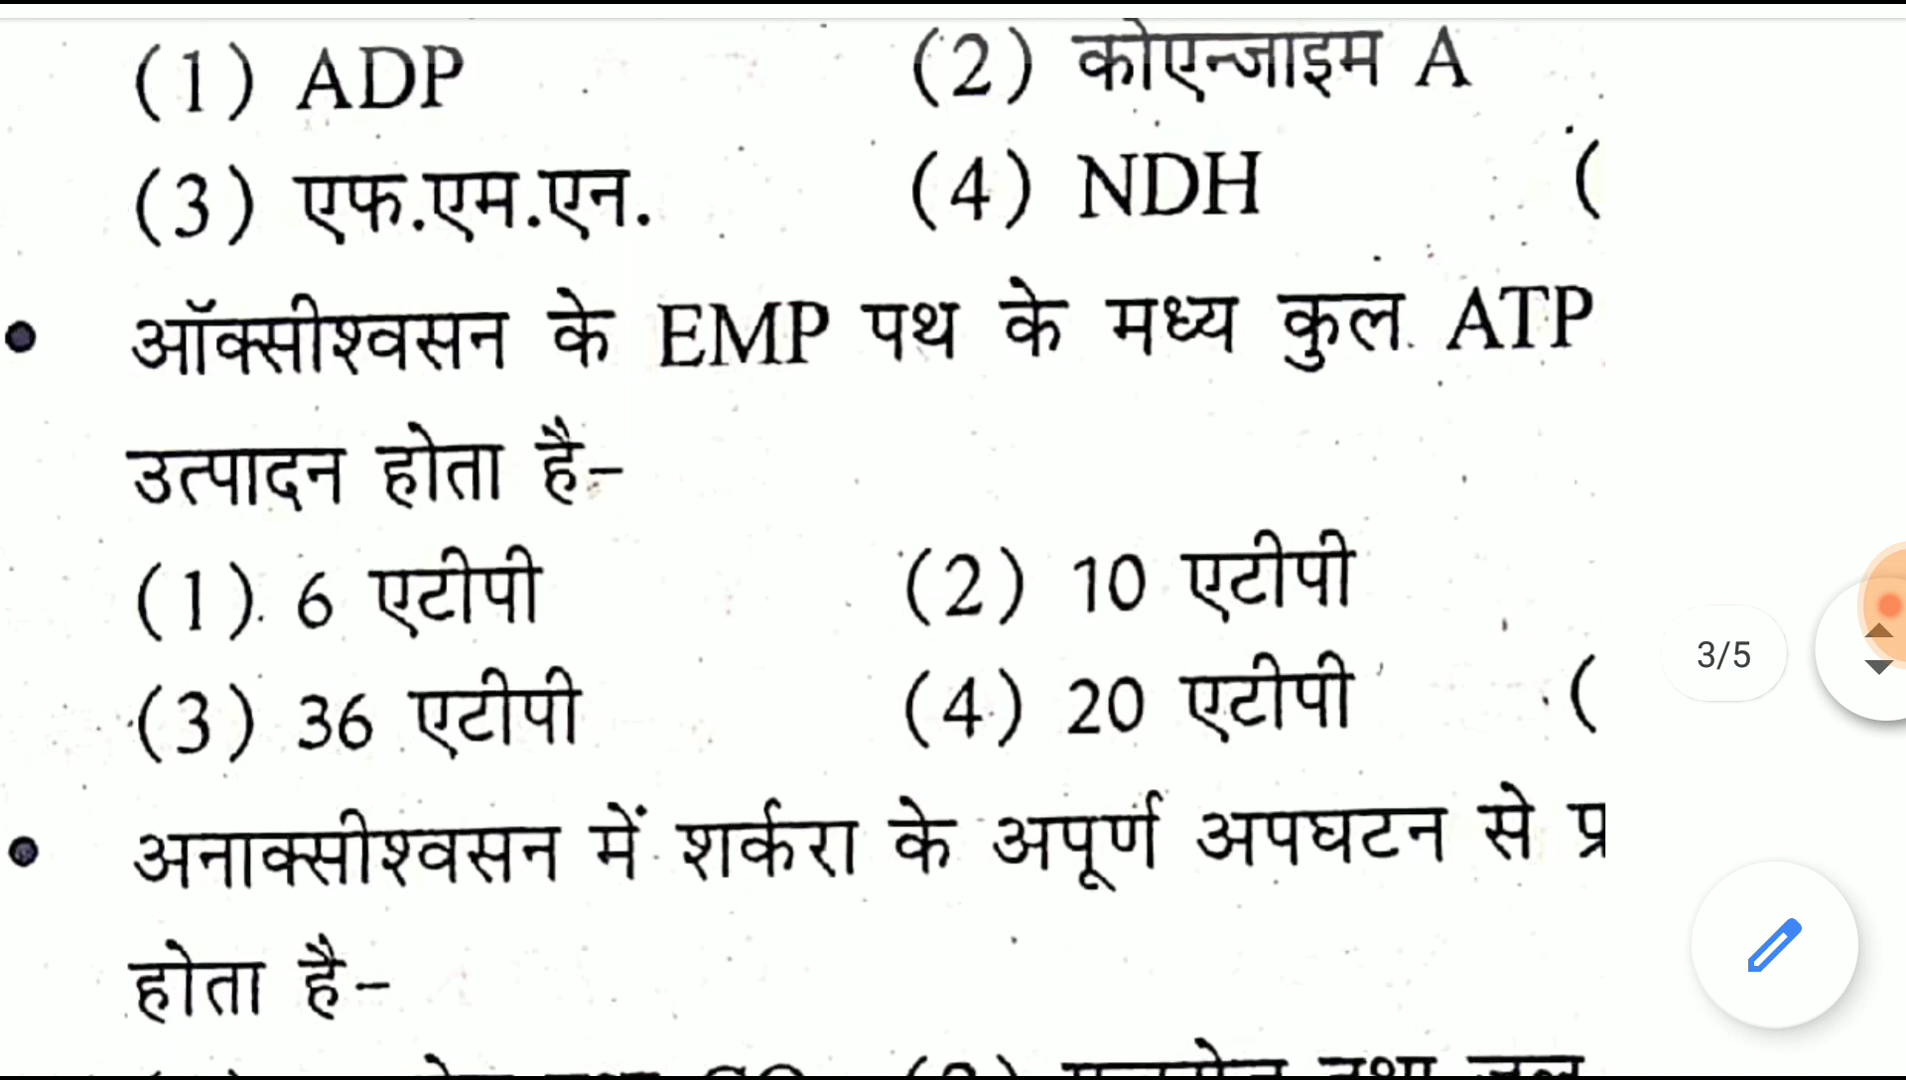 (1) ADP (2) कोएन्जाइम A
(3) एफ.एम.एन. (4) NDH (
• ऑक्सीश्वसन के EMP पथ के मध्य कुल ATP
उत्पादन होता है-
(1) 6 एटीपी (2) 10 एटीपी
(3) 36 एटीपी (4) 20 एटीपी (
3/5
• अनाक्सीश्वसन में शर्करा के अपूर्ण अपघटन से प्र
होता है-